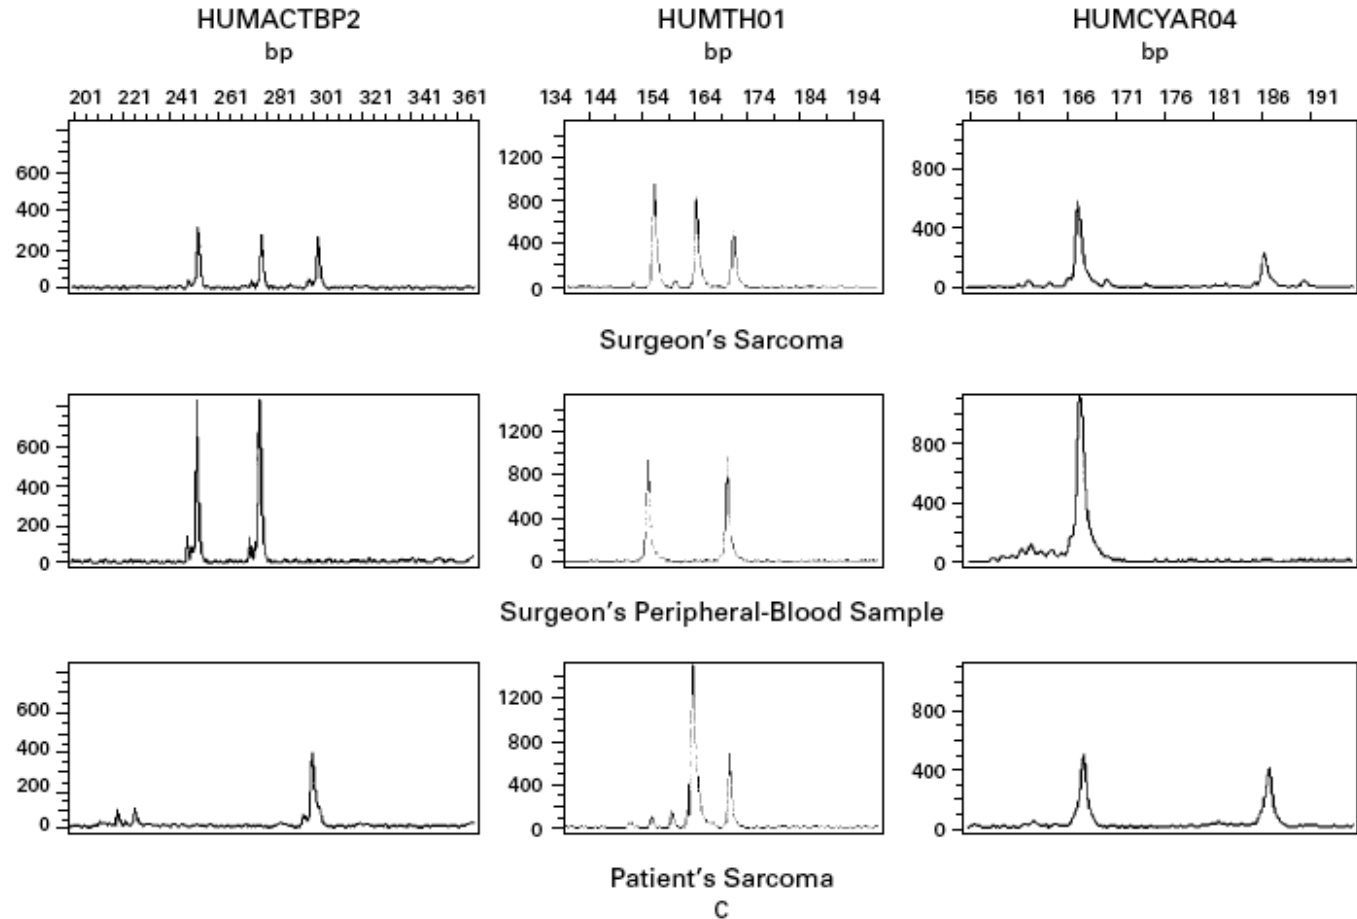 HUMACTBP2 HUMTH01 HUMCYAR04
bp bp bp
201 221 241 261 281 301 321 341 361 134 144 154 164 174 184 194 156 161 166 171 176 181 186 191
600 1200 800
400 800 400
200 400 0
0 0
Surgeon's Sarcoma
600 1200 800
400 800 400
200 400 0
0 0
Surgeon's Peripheral-Blood Sample
600 1200 800
400 800 400
200 400 0
0 0
Patient's Sarcoma
C